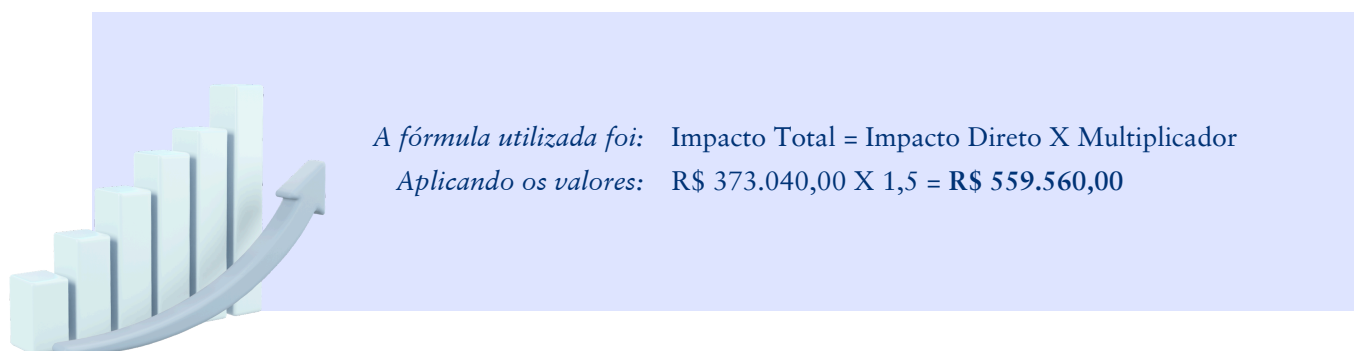 A fórmula utilizada foi: Impacto Total = Impacto Direto X Multiplicador
Aplicando os valores: R$ 373.040,00 X 1,5 = R$ 559.560,00